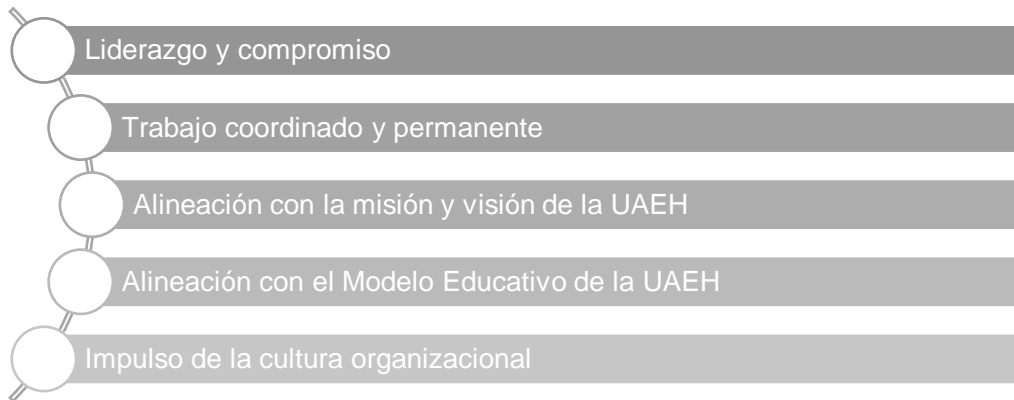 Liderazgo y compromiso
Trabajo coordinado y permanente
Alineación con la misión y visión de la UAEH
Alineación con el Modelo Educativo de la UAEH
Impulso de la cultura organizacional